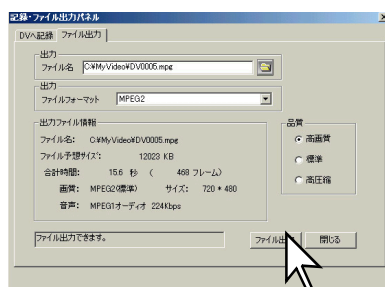 記録・ファイル出力パネル
DVへ記録 ファイル出力
出力
ファイル名 C:¥MyVideo¥DV0005.mpg
出力
ファイルフォーマット MPEG2
出力ファイル情報
ファイル名: C:¥MyVideo¥DV0005.mpg
ファイル予想サイズ: 12023 KB
合計時間: 15.6 秒 ( 468 フレーム)
画質: MPEG2(標準) サイズ: 720 * 480
音声: MPEG1オーディオ 224Kbps
品質
高画質
標準
高圧縮
ファイル出力できます。
ファイル出 閉じる